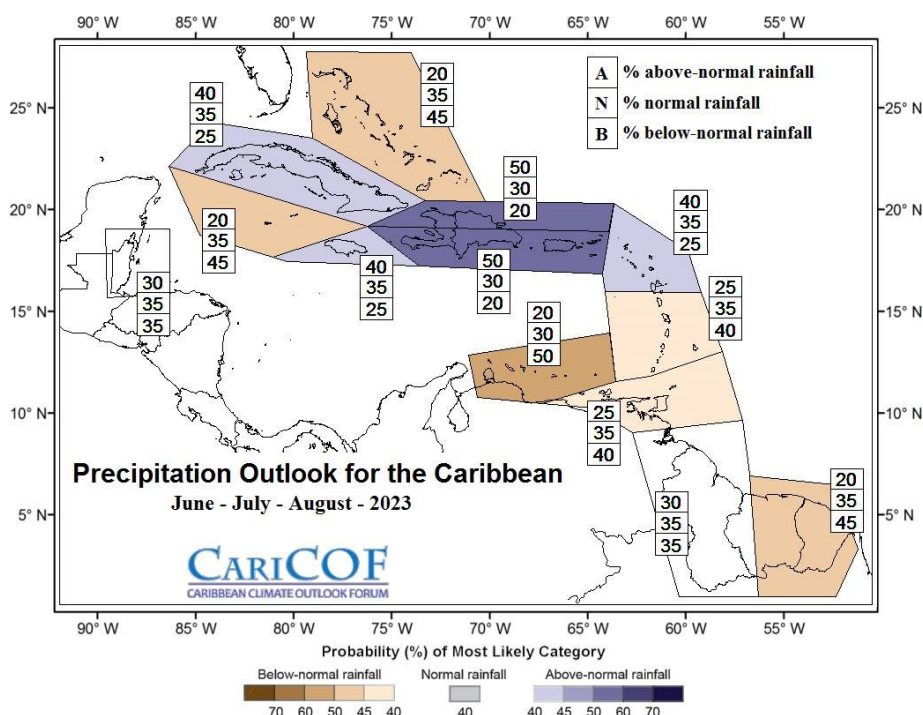 90° W 85° W 80° W 75° W 70° W 65° W 60° W 55° W
A % above-normal rainfall
N % normal rainfall
B % below-normal rainfall
25° N
25° N
20° N
20° N
15° N
15° N
10° N
10° N
5° N
5° N
40
35
25
20
35
45
50
30
20
40
35
25
20
35
45
30
35
35
40
35
25
50
30
20
25
35
40
20
30
50
25
35
40
30
35
35
20
35
45
Precipitation Outlook for the Caribbean
June - July - August - 2023
CARICOF
CARIBBEAN CLIMATE OUTLOOK FORUM
90° W 85° W 80° W 75° W 70° W 65° W 60° W 55° W
Probability (%) of Most Likely Category
Below-normal rainfall Normal rainfall Above-normal rainfall
70 60 50 45 40 40 40 45 50 60 70